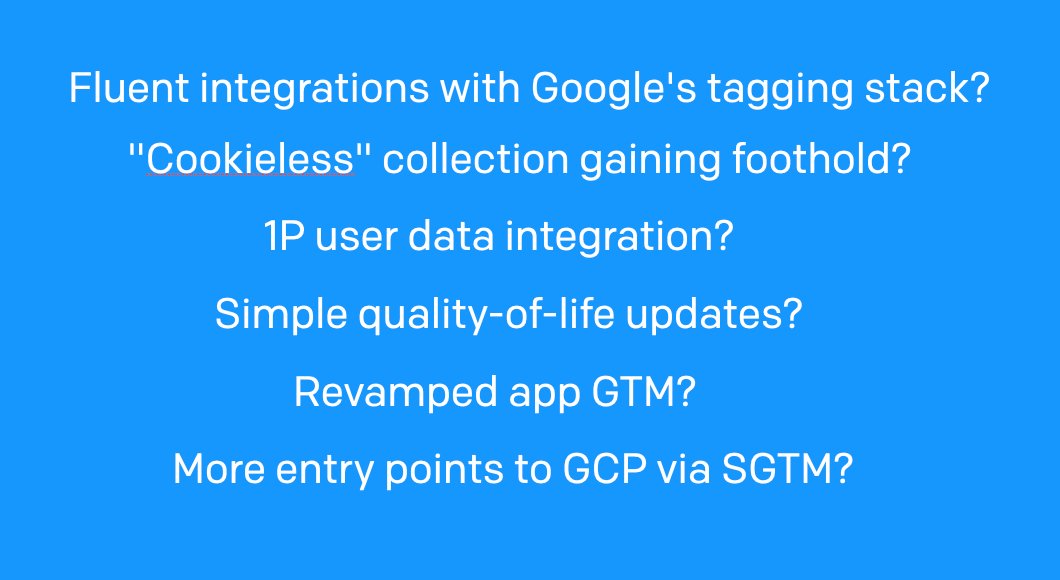 Fluent integrations with Google's tagging stack?
"Cookieless" collection gaining foothold?
1P user data integration?
Simple quality-of-life updates?
Revamped app GTM?
More entry points to GCP via SGTM?